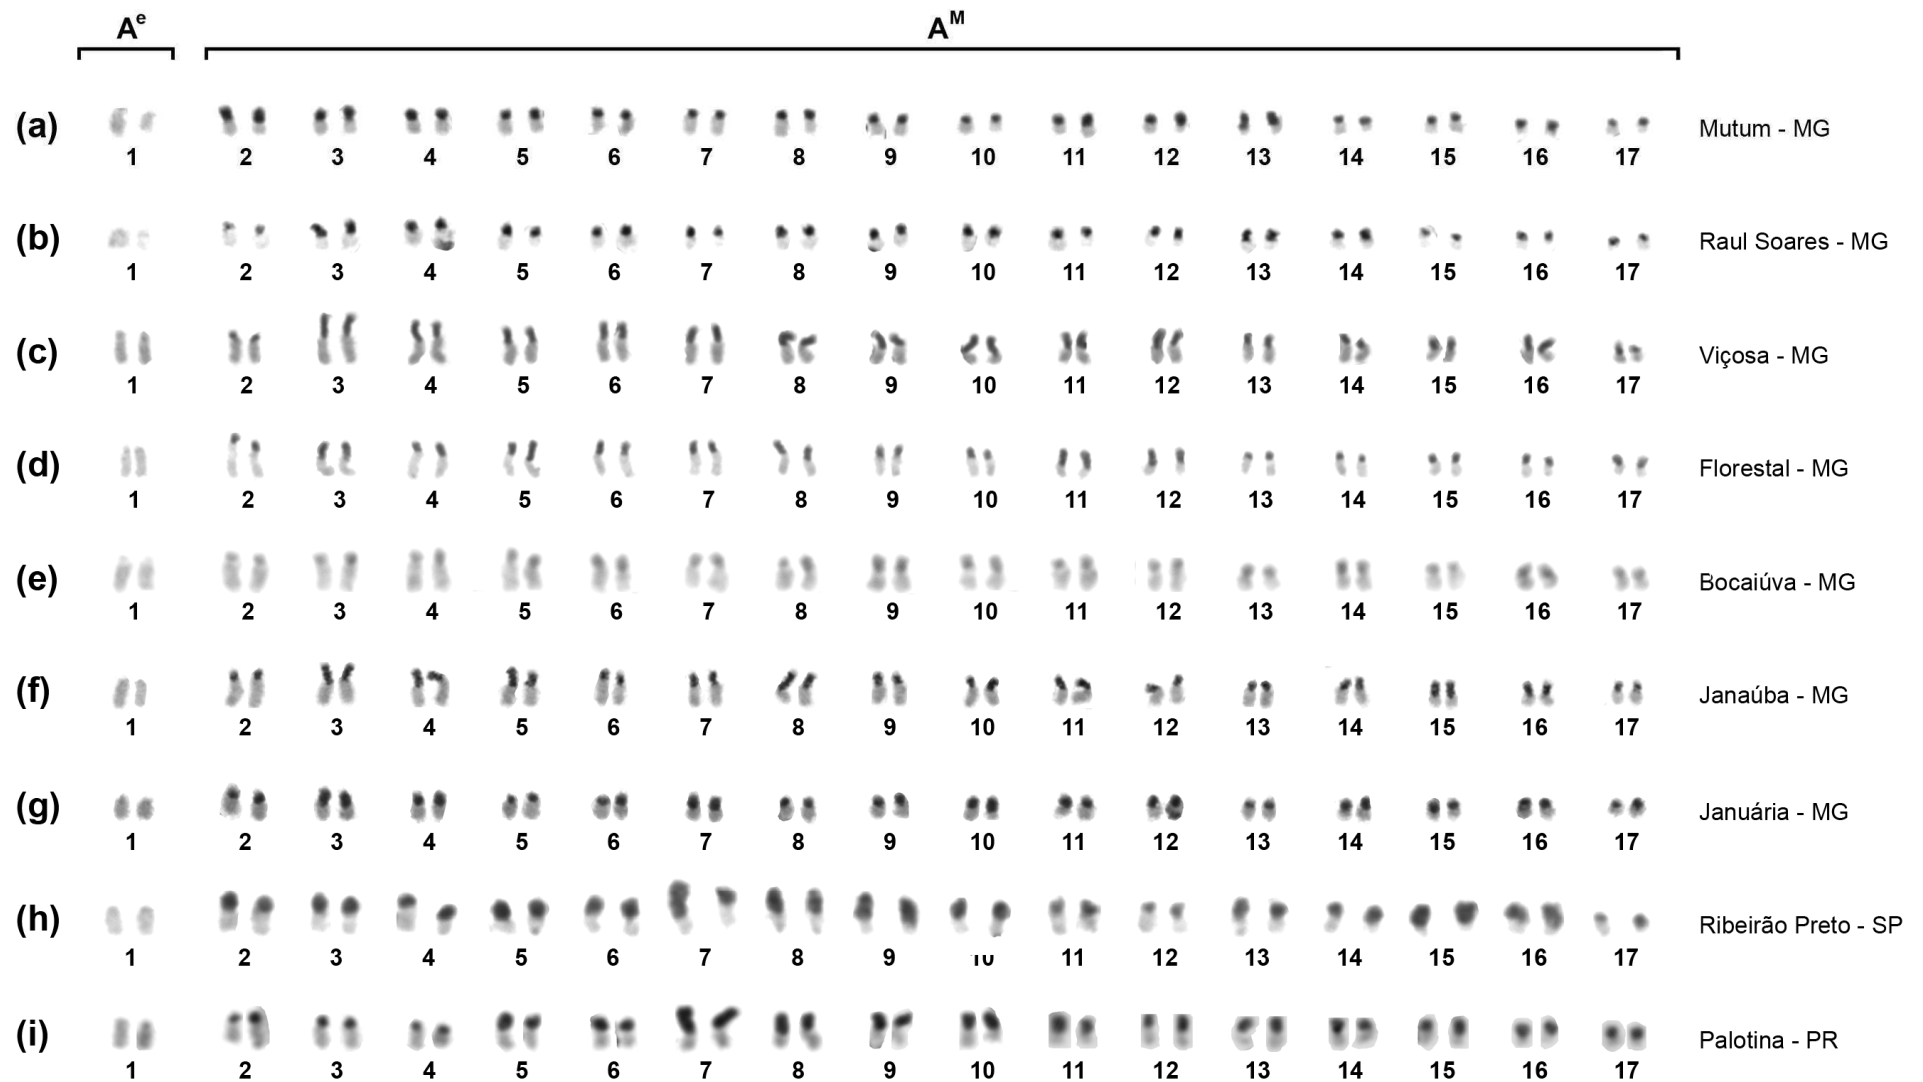 Aᵉ Aᴹ
(a) Mutum - MG
1 2 3 4 5 6 7 8 9 10 11 12 13 14 15 16 17
(b) Raul Soares - MG
1 2 3 4 5 6 7 8 9 10 11 12 13 14 15 16 17
(c) Viçosa - MG
1 2 3 4 5 6 7 8 9 10 11 12 13 14 15 16 17
(d) Florestal - MG
1 2 3 4 5 6 7 8 9 10 11 12 13 14 15 16 17
(e) Bocaiúva - MG
1 2 3 4 5 6 7 8 9 10 11 12 13 14 15 16 17
(f) Janaúba - MG
1 2 3 4 5 6 7 8 9 10 11 12 13 14 15 16 17
(g) Januária - MG
1 2 3 4 5 6 7 8 9 10 11 12 13 14 15 16 17
(h) Ribeirão Preto - SP
1 2 3 4 5 6 7 8 9 10 11 12 13 14 15 16 17
(i) Palotina - PR
1 2 3 4 5 6 7 8 9 10 11 12 13 14 15 16 17